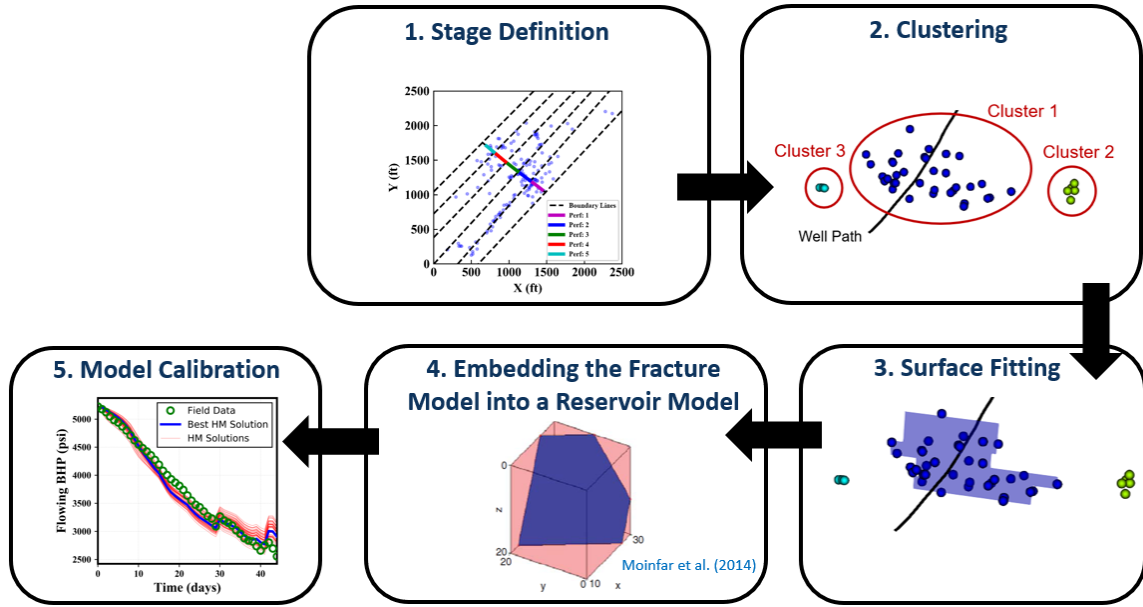 1. Stage Definition
2500
2000
1500
1000
500
0
Y (ft)
Boundary Lines
Perf: 1
Perf: 2
Perf: 3
Perf: 4
Perf: 5
0 500 1000 1500 2000 2500
X (ft)
2. Clustering
Cluster 1
Cluster 3
Cluster 2
Well Path
3. Surface Fitting
4. Embedding the Fracture
Model into a Reservoir Model
0
z
20
20
y
0
10
x
30
Moinfar et al. (2014)
5. Model Calibration
Field Data
Best HM Solution
HM Solutions
5000
4500
4000
3500
3000
2500
Flowing BHP (psi)
0 10 20 30 40
Time (days)